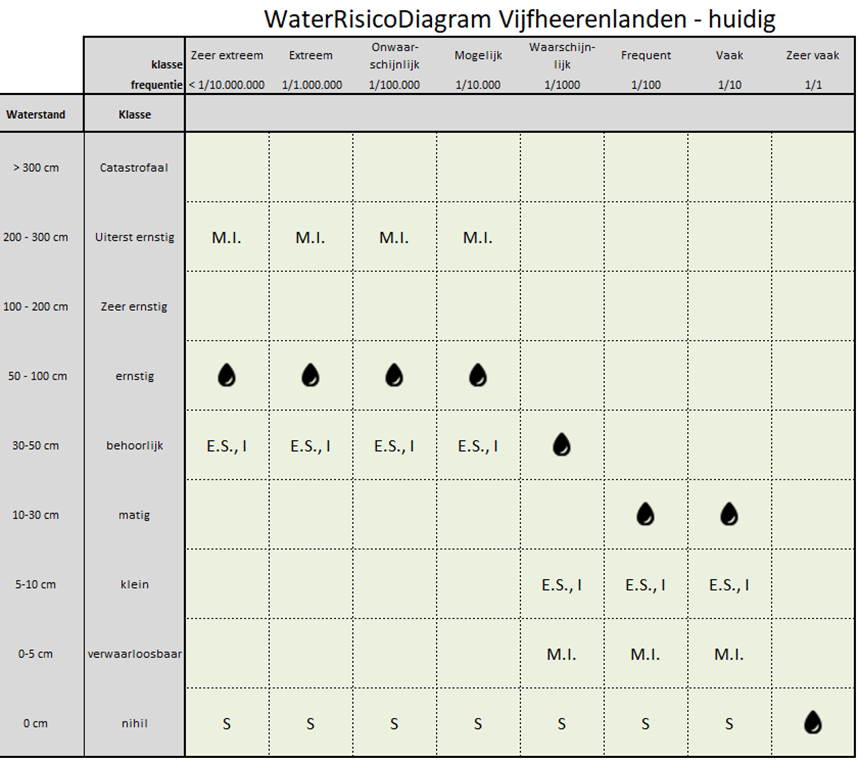 WaterRisicoDiagram Vijfheerenlanden - huidig
klasse Zeer extreem Extreem Onwaar- Mogelijk Waarschijn- Frequent Vaak Zeer vaak
schijnlijk lijk
frequentie < 1/10.000.000 1/1.000.000 1/100.000 1/10.000 1/1000 1/100 1/10 1/1
Waterstand Klasse
> 300 cm Catastrofaal
200 - 300 cm Uiterst ernstig M.I. M.I. M.I. M.I.
100 - 200 cm Zeer ernstig
50 - 100 cm ernstig
30-50 cm behoorlijk E.S., I E.S., I E.S., I E.S., I
10-30 cm matig
5-10 cm klein E.S., I E.S., I E.S., I
0-5 cm verwaarloosbaar M.I. M.I. M.I.
0 cm nihil S S S S S S S